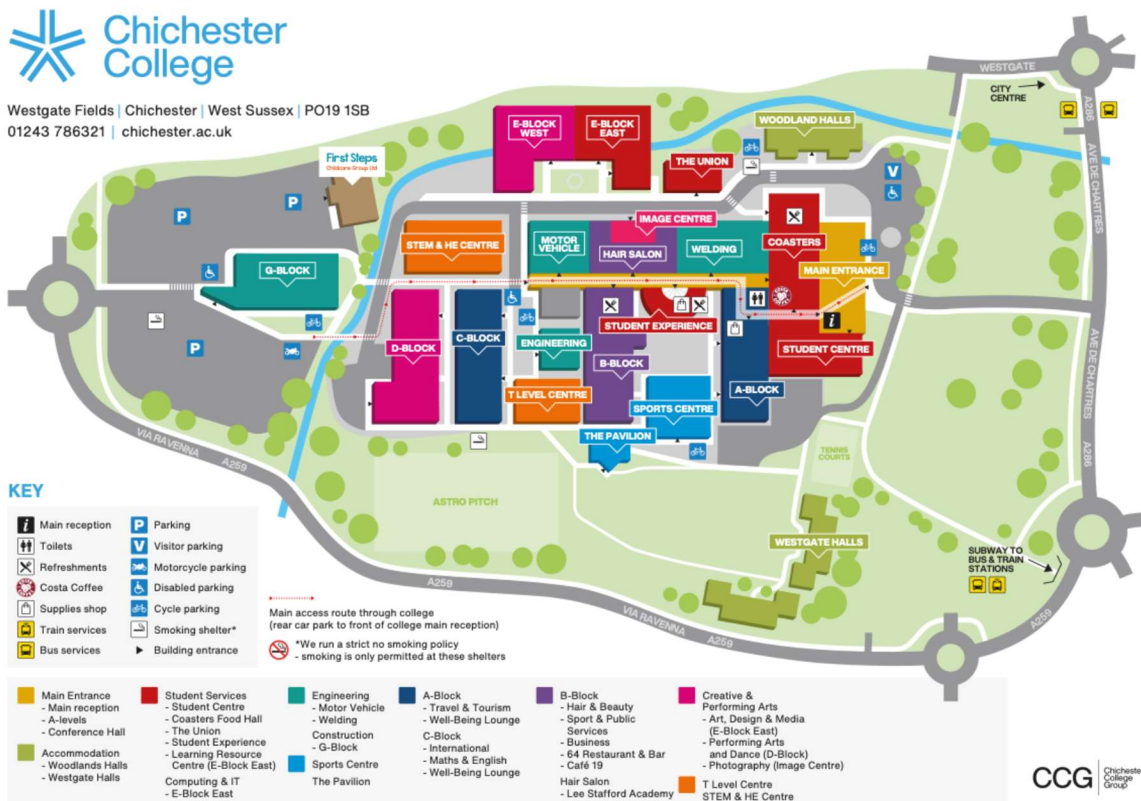 Chichester
College
Westgate Fields | Chichester | West Sussex | PO19 1SB
01243 786321 | chichester.ac.uk
WESTGATE
CITY
CENTRE
A286
AVE DE CHARTRES
E-BLOCK
WEST
E-BLOCK
EAST
WOODLAND HALLS
THE UNION
First Steps
Childcare Group Ltd
P
P
V
IMAGE CENTRE
STEM & HE CENTRE
MOTOR
VEHICLE
HAIR SALON
WELDING
COASTERS
MAIN ENTRANCE
G-BLOCK
i
STUDENT EXPERIENCE
D-BLOCK
C-BLOCK
ENGINEERING
B-BLOCK
STUDENT CENTRE
P
A-BLOCK
T LEVEL CENTRE
SPORTS CENTRE
AVE DE CHARTRES
THE PAVILION
TENNIS
COURTS
A286
VIA RAVENNA
A259
ASTRO PITCH
WESTGATE HALLS
SUBWAY TO
BUS & TRAIN
STATIONS
A259
VIA RAVENNA
A259
A259
KEY
i Main reception
Toilets
Refreshments
Costa Coffee
Supplies shop
Train services
Bus services
P Parking
V Visitor parking
Motorcycle parking
Disabled parking
Cycle parking
Smoking shelter*
Building entrance
Main access route through college
(rear car park to front of college main reception)
*We run a strict no smoking policy
- smoking is only permitted at these shelters
Main Entrance
- Main reception
- A-levels
- Conference Hall
Accommodation
- Woodlands Halls
- Westgate Halls
Student Services
- Student Centre
- Coasters Food Hall
- The Union
- Student Experience
- Learning Resource
Centre (E-Block East)
Computing & IT
- E-Block East
Engineering
- Motor Vehicle
- Welding
Construction
- G-Block
Sports Centre
The Pavilion
A-Block
- Travel & Tourism
- Well-Being Lounge
C-Block
- International
- Maths & English
- Well-Being Lounge
B-Block
- Hair & Beauty
- Sport & Public
Services
- Business
- 64 Restaurant & Bar
- Café 19
Hair Salon
- Lee Stafford Academy
Creative &
Performing Arts
- Art, Design & Media
(E-Block East)
- Performing Arts
and Dance (D-Block)
- Photography (Image Centre)
T Level Centre
STEM & HE Centre
CCG
College
Group